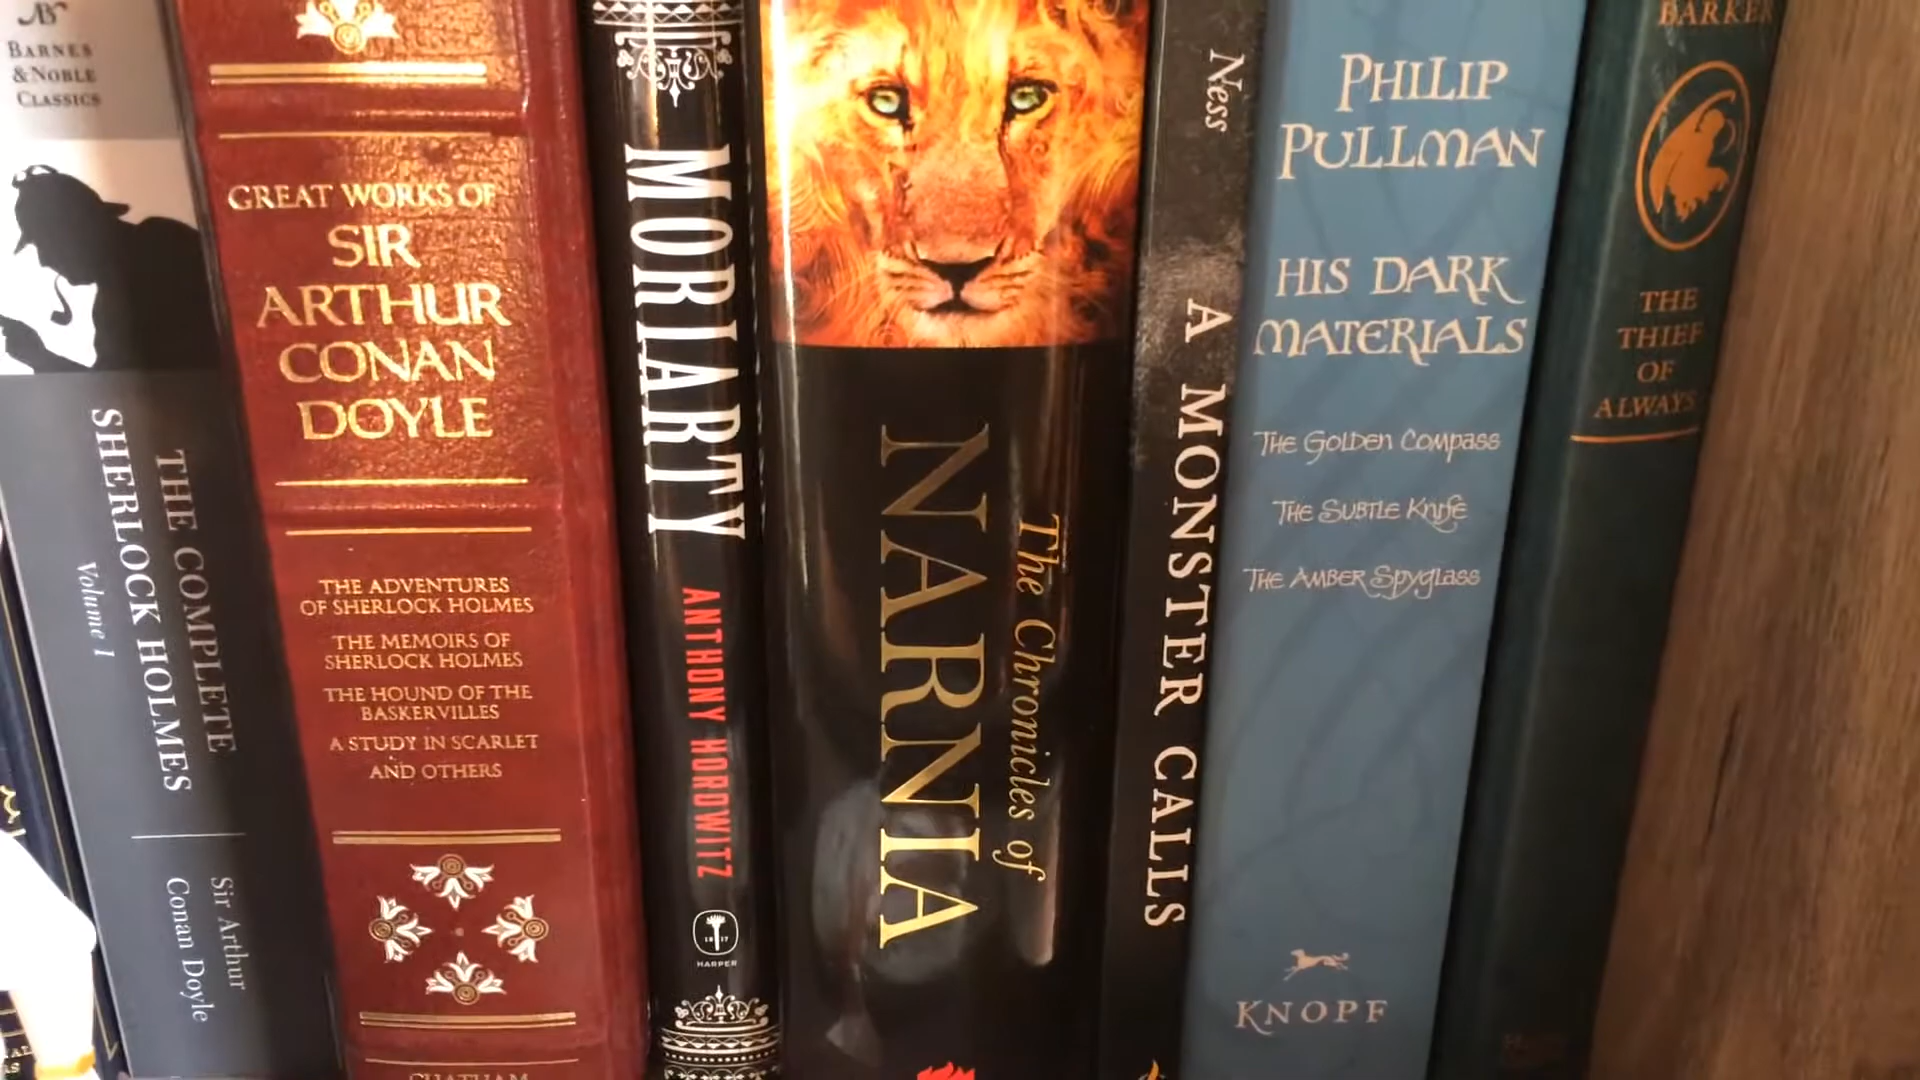 BARNES
&NOBLE
CLASSICS
THE COMPLETE
SHERLOCK HOLMES
Volume I
Sir Arthur
Conan Doyle
GREAT WORKS OF
SIR
ARTHUR
CONAN
DOYLE
THE ADVENTURES
OF SHERLOCK HOLMES
THE MEMOIRS OF
SHERLOCK HOLMES
THE HOUND OF THE
BASKERVILLES
A STUDY IN SCARLET
AND OTHERS
CHATHAM
MORIARTY
ANTHONY HOROWITZ
1817
HARPER
The Chronicles of
NARNIA
Ness
A MONSTER CALLS
PHILIP
PULLMAN
HIS DARK
MATERIALS
The Golden Compass
The Subtle Knife
The Amber Spyglass
KNOPF
BARKER
THE
THIEF
OF
ALWAYS